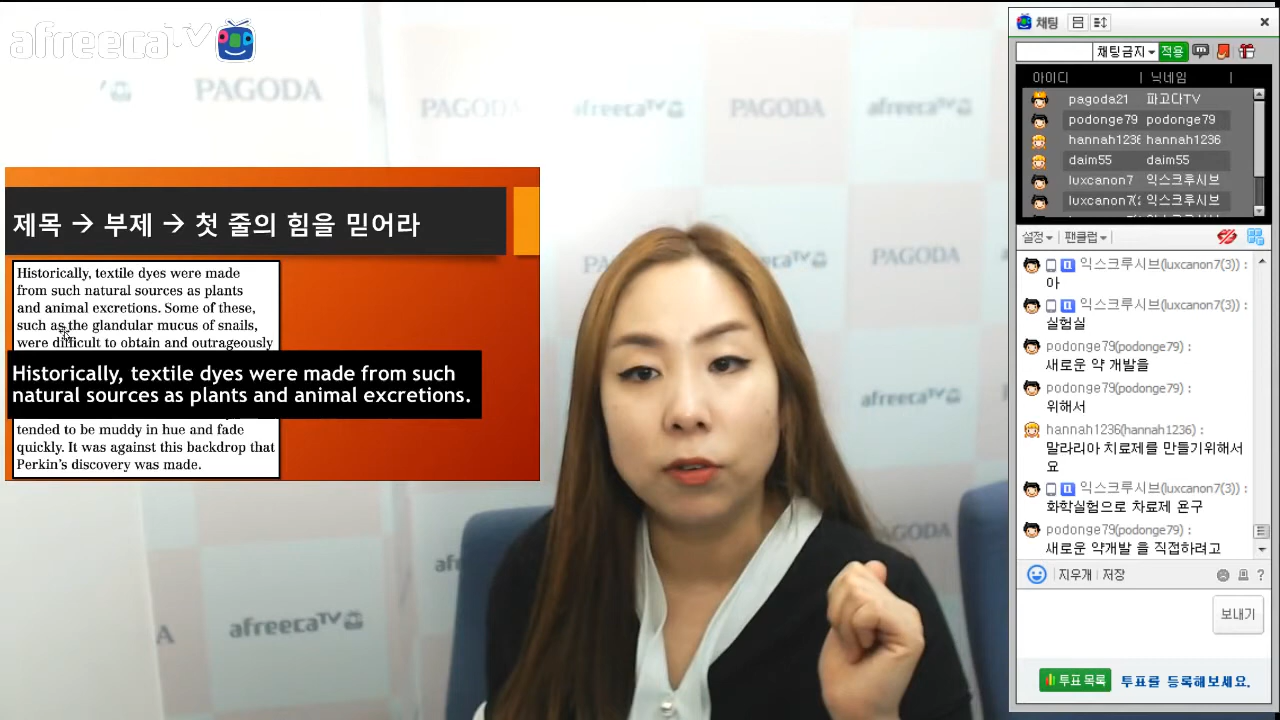 afreecaTV
PAGODA
PAGODA
afreecaTV
PAGODA
afreecaTV
PAGODA
PAGODA
afreecaTV
PAGODA
afreecaTV
제목 → 부제 → 첫 줄의 힘을 믿어라
Historically, textile dyes were made
from such natural sources as plants
and animal excretions. Some of these,
such as the glandular mucus of snails,
were difficult to obtain and outrageously
Historically, textile dyes were made from such
natural sources as plants and animal excretions.
tended to be muddy in hue and fade
quickly. It was against this backdrop that
Perkin's discovery was made.
채팅
채팅금지 적용
아이디 | 닉네임 |
pagoda21 파고다TV
podonge79 podonge79
hannah1236 hannah1236
daim55 daim55
luxcanon7 익스크루시브
luxcanon7(2 익스크루시브
설정 | 팬클럽 |
익스크루시브(luxcanon7(3)) :
아
익스크루시브(luxcanon7(3)) :
실험실
podonge79(podonge79) :
새로운 약 개발을
podonge79(podonge79) :
위해서
hannah1236(hannah1236) :
말라리아 치료제를 만들기위해서
요
익스크루시브(luxcanon7(3)) :
화학실험으로 차료제 욘구
podonge79(podonge79) :
새로운 약개발 을 직접하려고
지우개 | 저장
?
보내기
투표 목록 투표를 등록해보세요.